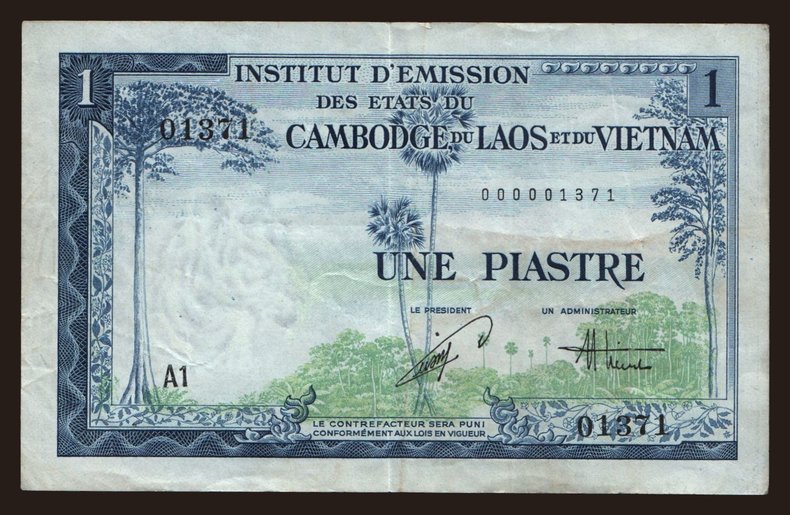 1
INSTITUT D'EMISSION
1
DES ETATS DU
01371
CAMBODGE, DU LAOS ET DU VIETNAM
000001371
UNE PIASTRE
LE PRESIDENT
UN ADMINISTRATEUR
A1
LE CONTREFACTEUR SERA PUNI
CONFORMÉMENT AUX LOIS EN VIGUEUR
01371